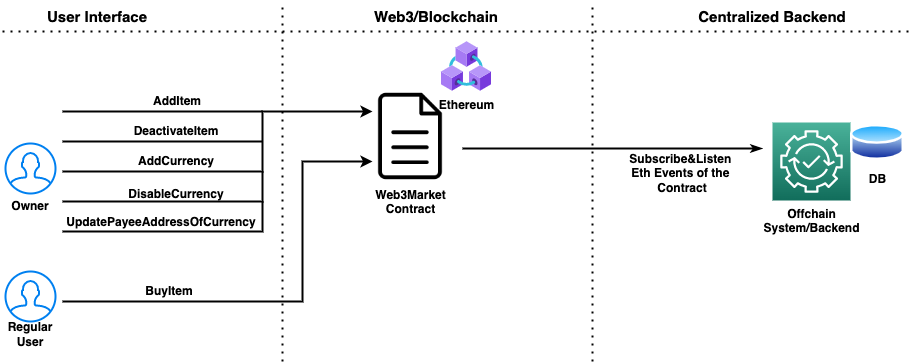 User Interface
Web3/Blockchain
Centralized Backend
Ethereum
AddItem
DeactivateItem
AddCurrency
DisableCurrency
UpdatePayeeAddressOfCurrency
Owner
Web3Market
Contract
Subscribe&Listen
Eth Events of the
Contract
DB
Offchain
System/Backend
BuyItem
Regular
User